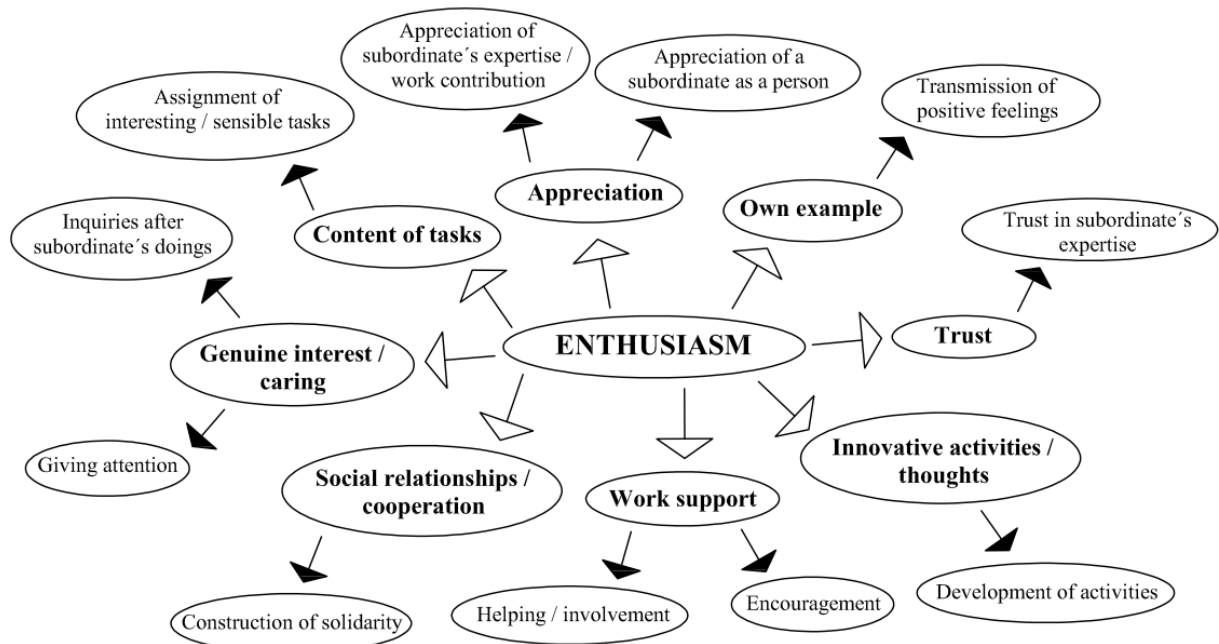 Appreciation of
subordinate´s expertise /
work contribution
Appreciation of a
subordinate as a person
Assignment of
interesting / sensible tasks
Transmission of
positive feelings
Appreciation
Own example
Inquiries after
subordinate´s doings
Content of tasks
Trust in subordinate´s
expertise
ENTHUSIASM
Trust
Genuine interest /
caring
Giving attention
Social relationships /
cooperation
Work support
Innovative activities /
thoughts
Construction of solidarity
Helping / involvement
Encouragement
Development of activities